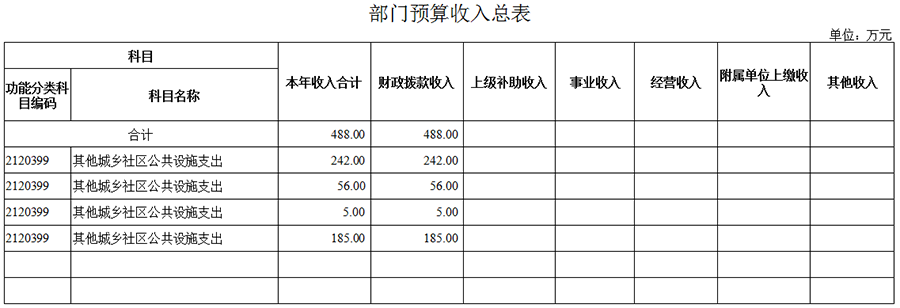 部门预算收入总表
单位：万元
科目
功能分类科
目编码
科目名称
本年收入合计
财政拨款收入
上级补助收入
事业收入
经营收入
附属单位上缴收
入
其他收入
合计 488.00 488.00
2120399 其他城乡社区公共设施支出 242.00 242.00
2120399 其他城乡社区公共设施支出 56.00 56.00
2120399 其他城乡社区公共设施支出 5.00 5.00
2120399 其他城乡社区公共设施支出 185.00 185.00